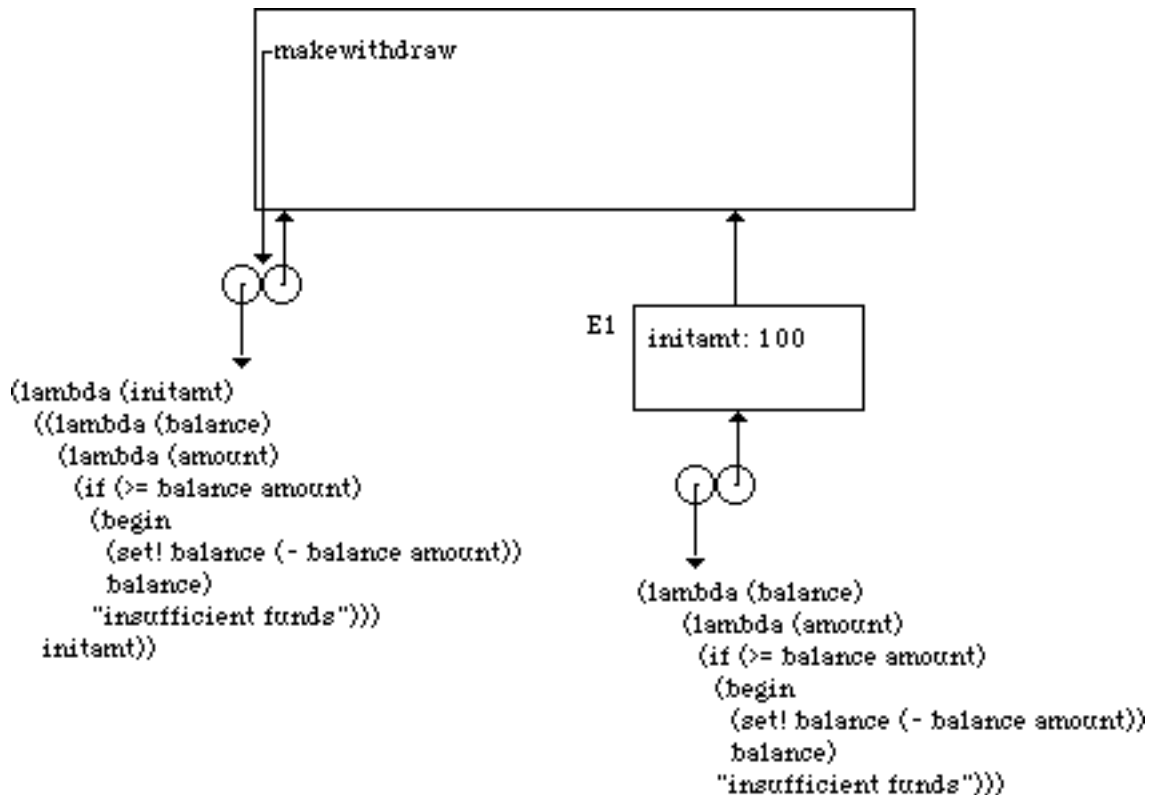 makewithdraw
E1
initamt: 100
(lambda (initamt)
((lambda (balance)
(lambda (amount)
(if (>= balance amount)
(begin
(set! balance (- balance amount))
balance)
"insufficient funds")))
initamt))
(lambda (balance)
(lambda (amount)
(if (>= balance amount)
(begin
(set! balance (- balance amount))
balance)
"insufficient funds")))